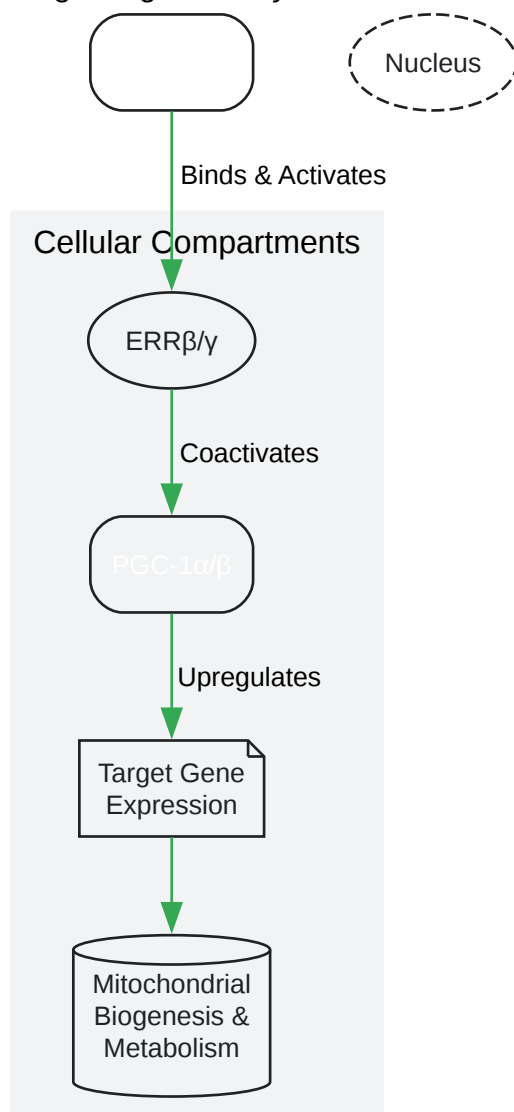 Nucleus
Binds & Activates
Cellular Compartments
ERRβ/γ
Coactivates
PGC-1α/β
Upregulates
Target Gene
Expression
Mitochondrial
Biogenesis &
Metabolism